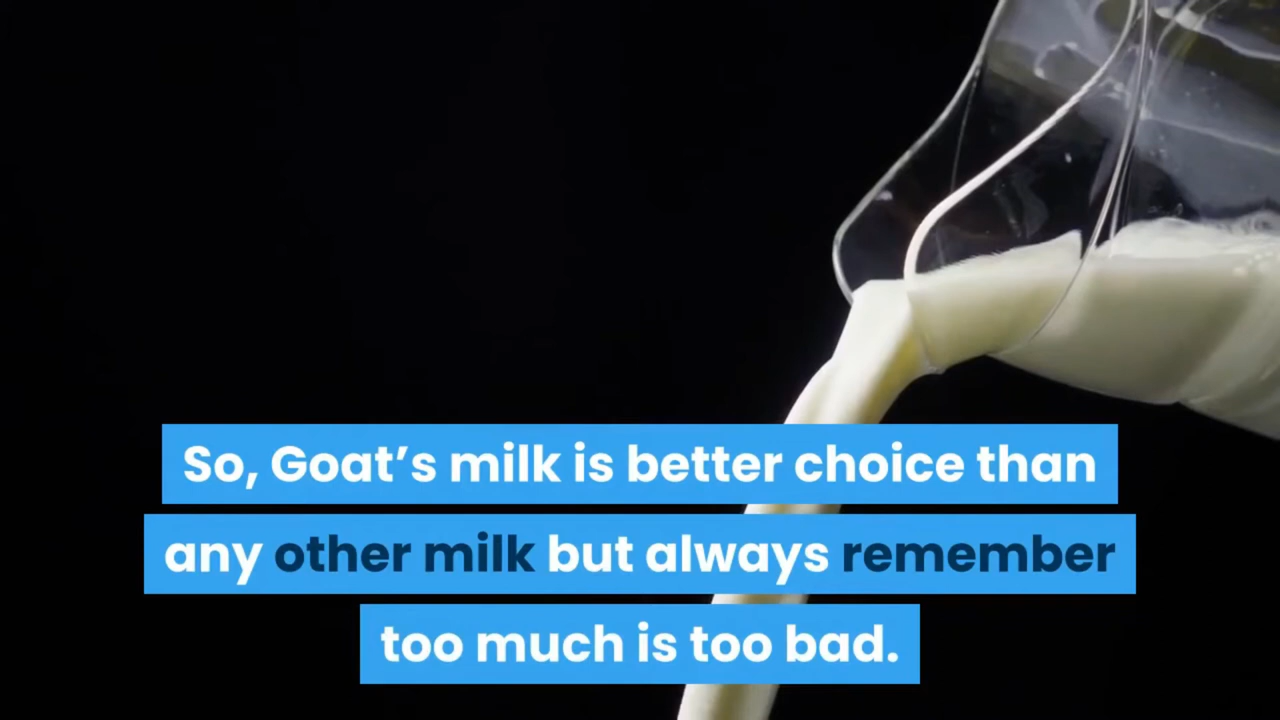 So, Goat’s milk is better choice than
any other milk but always remember
too much is too bad.